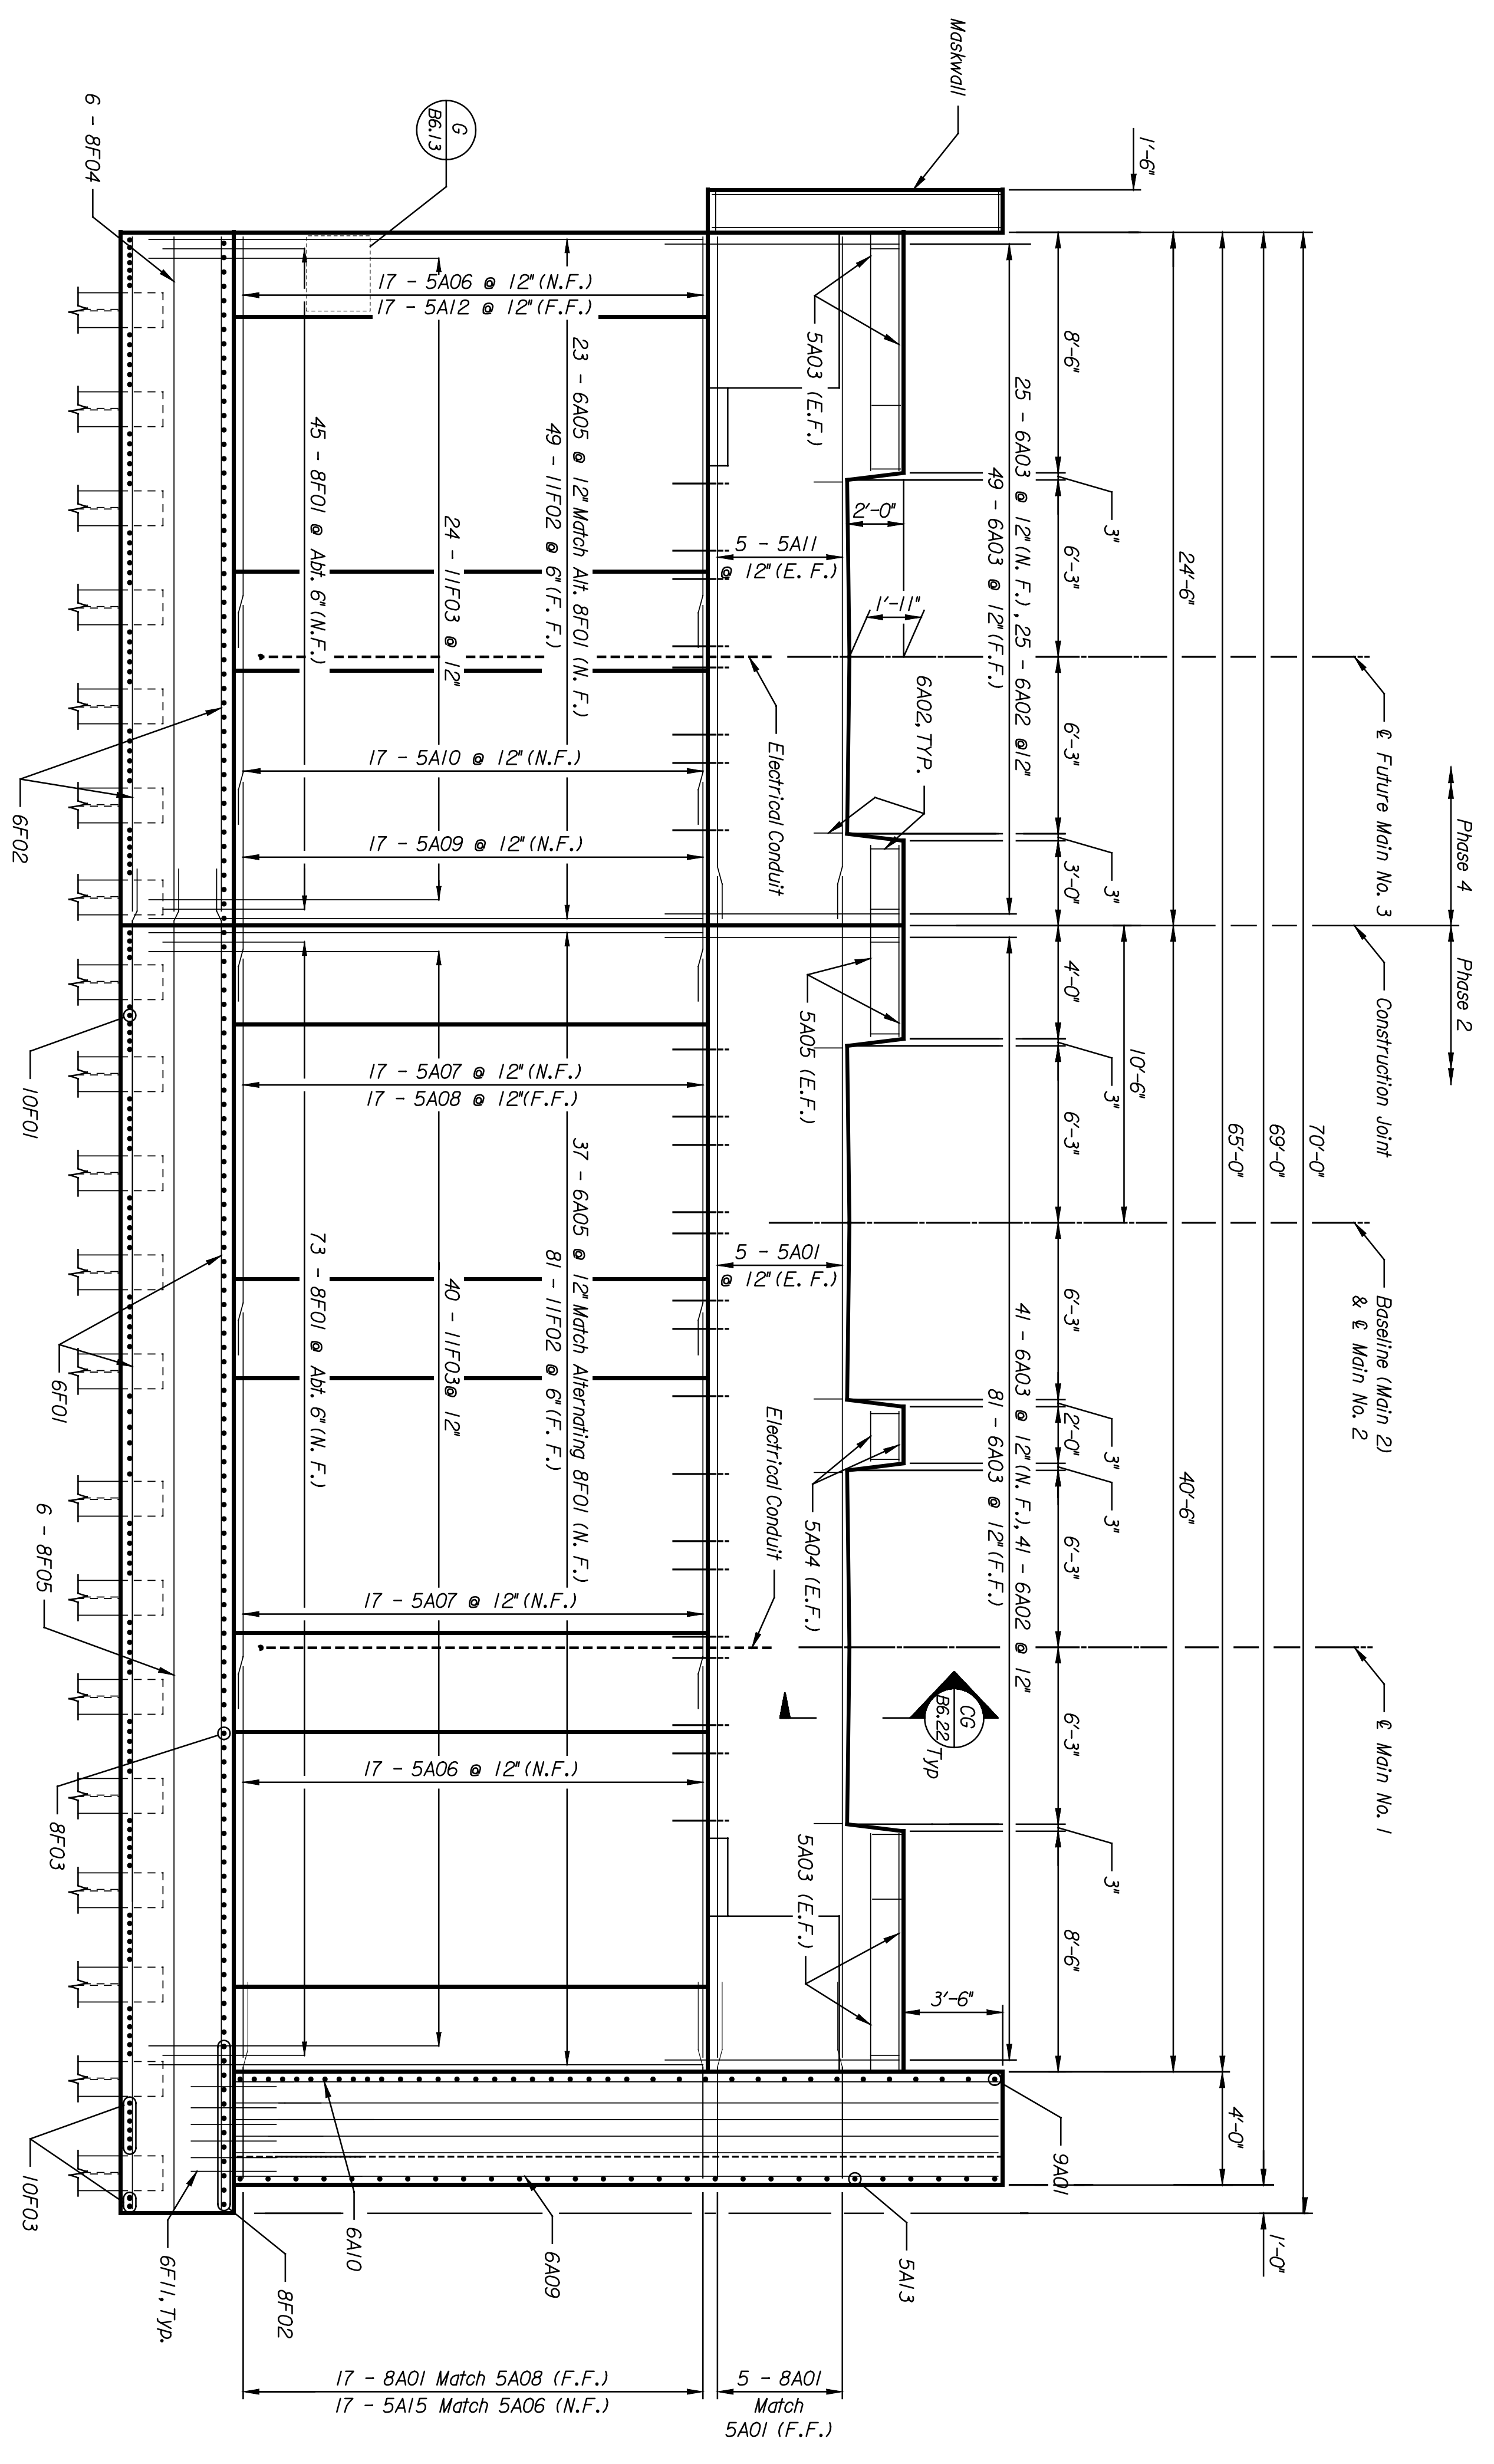 Phase 4
Phase 2
℄ Future Main No. 3
Construction Joint
Baseline (Main 2)
& ℄ Main No. 2
℄ Main No. 1
70'-0"
69'-0"
65'-0"
4'-0"
1'-0"
24'-6"
40'-6"
10'-6"
1'-6"
Maskwall
8'-6"
3"
6'-3"
6'-3"
3"
3'-0"
4'-0"
3"
6'-3"
6'-3"
3"
2'-0"
3"
6'-3"
6'-3"
3"
8'-6"
25 - 6A03 @ 12" (N. F.), 25 - 6A02 @12"
49 - 6A03 @ 12" (F.F.)
41 - 6A03 @ 12" (N. F.), 41 - 6A02 @ 12"
81 - 6A03 @ 12" (F.F.)
2'-0"
1'-11"
3'-6"
6A02, TYP.
CG
B6.22
Typ
9A01
5A13
5A03 (E.F.)
5A05 (E.F.)
5A04 (E.F.)
5A03 (E.F.)
5 - 5A11
@ 12" (E. F.)
5 - 5A01
@ 12" (E. F.)
Electrical Conduit
Electrical Conduit
5 - 8A01
Match
5A01 (F.F.)
G
B6.13
17 - 5A06 @ 12" (N.F.)
17 - 5A12 @ 12" (F.F.)
23 - 6A05 @ 12" Match Alt. 8F01 (N. F.)
49 - 11F02 @ 6" (F. F.)
37 - 6A05 @ 12" Match Alternating 8F01 (N. F.)
81 - 11F02 @ 6" (F. F.)
24 - 11F03 @ 12"
40 - 11F03@ 12"
45 - 8F01 @ Abt. 6" (N.F.)
73 - 8F01 @ Abt. 6" (N. F.)
17 - 5A10 @ 12" (N.F.)
17 - 5A09 @ 12" (N.F.)
17 - 5A07 @ 12" (N.F.)
17 - 5A08 @ 12"(F.F.)
17 - 5A07 @ 12" (N.F.)
17 - 5A06 @ 12" (N.F.)
17 - 8A01 Match 5A08 (F.F.)
17 - 5A15 Match 5A06 (N.F.)
6A09
6A10
8F02
6F11, Typ.
6 - 8F04
6F02
10F01
6F01
6 - 8F05
8F03
10F03